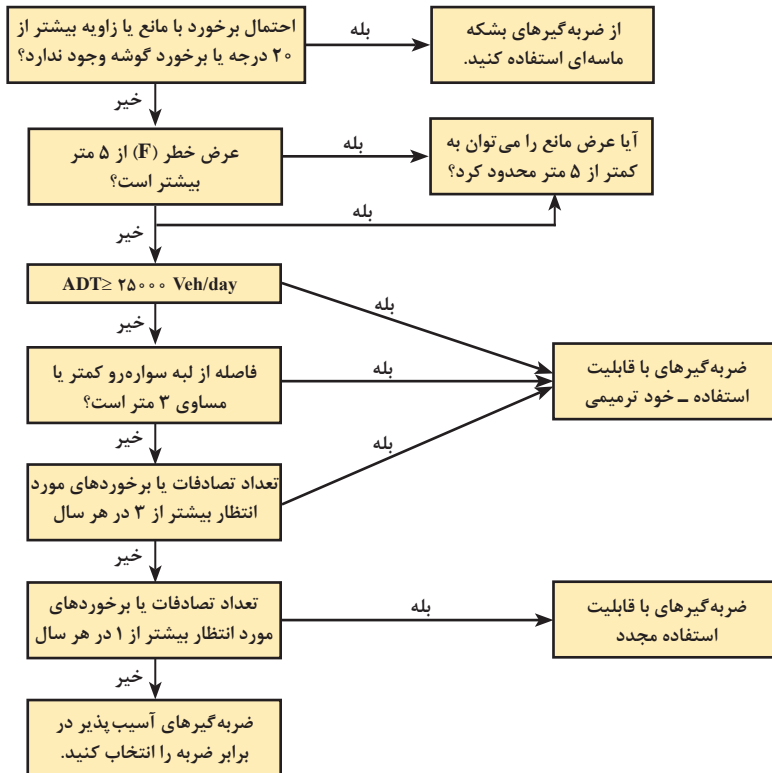 احتمال برخورد با مانع یا زاویه بیشتر از
۲۰ درجه یا برخورد گوشه وجود ندارد؟
بله
از ضربه‌گیرهای بشکه
ماسه‌ای استفاده کنید.
خیر
عرض خطر (F) از ۵ متر
بیشتر است؟
بله
آیا عرض مانع را می‌توان به
کمتر از ۵ متر محدود کرد؟
بله
خیر
ADT≥ ۲۵۰۰۰ Veh/day
بله
خیر
فاصله از لبه سواره‌رو کمتر یا
مساوی ۳ متر است؟
بله
ضربه‌گیرهای با قابلیت
استفاده ــ خود ترمیمی
خیر
تعداد تصادفات یا برخوردهای مورد
انتظار بیشتر از ۳ در هر سال
بله
خیر
تعداد تصادفات یا برخوردهای
مورد انتظار بیشتر از ۱ در هر سال
بله
ضربه‌گیرهای با قابلیت
استفاده مجدد
خیر
ضربه‌گیرهای آسیب‌پذیر در
برابر ضربه را انتخاب کنید.